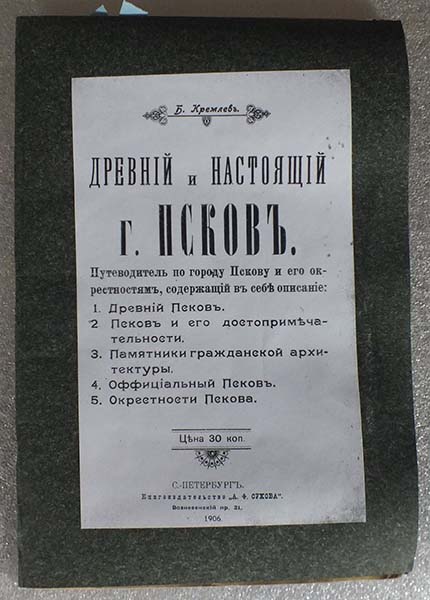 Б. Кремлевъ.
ДРЕВНІЙ и НАСТОЯЩІЙ
г. ПСКОВЪ.
Путеводитель по городу Пскову и его ок-
рестностямъ, содержащій въ себѣ описаніе:
1. Древній Псковъ.
2 Псковъ и его достопримѣча-
тельности.
3. Памятники гражданской архи-
тектуры.
4. Оффиціальный Псковъ.
5. Окрестности Пскова.
Цѣна 30 коп.
С.-ПЕТЕРБУРГЪ.
Книгоиздательство „А. Ф. СУХОВА“.
Вознесенскій пр. 31.
1906